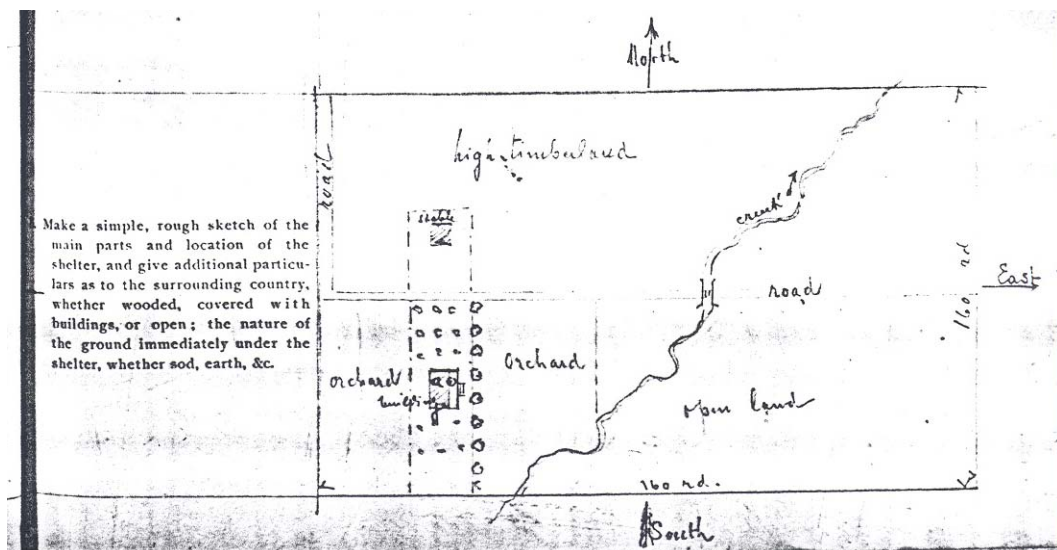 North
high timberland
road
stable
Make a simple, rough sketch of the
main parts and location of the
shelter, and give additional particu-
lars as to the surrounding country,
whether wooded, covered with
buildings, or open; the nature of
the ground immediately under the
shelter, whether sod, earth, &c.
creek
road
East
160 rd
orchard
orchard
building
open land
160 rd.
South